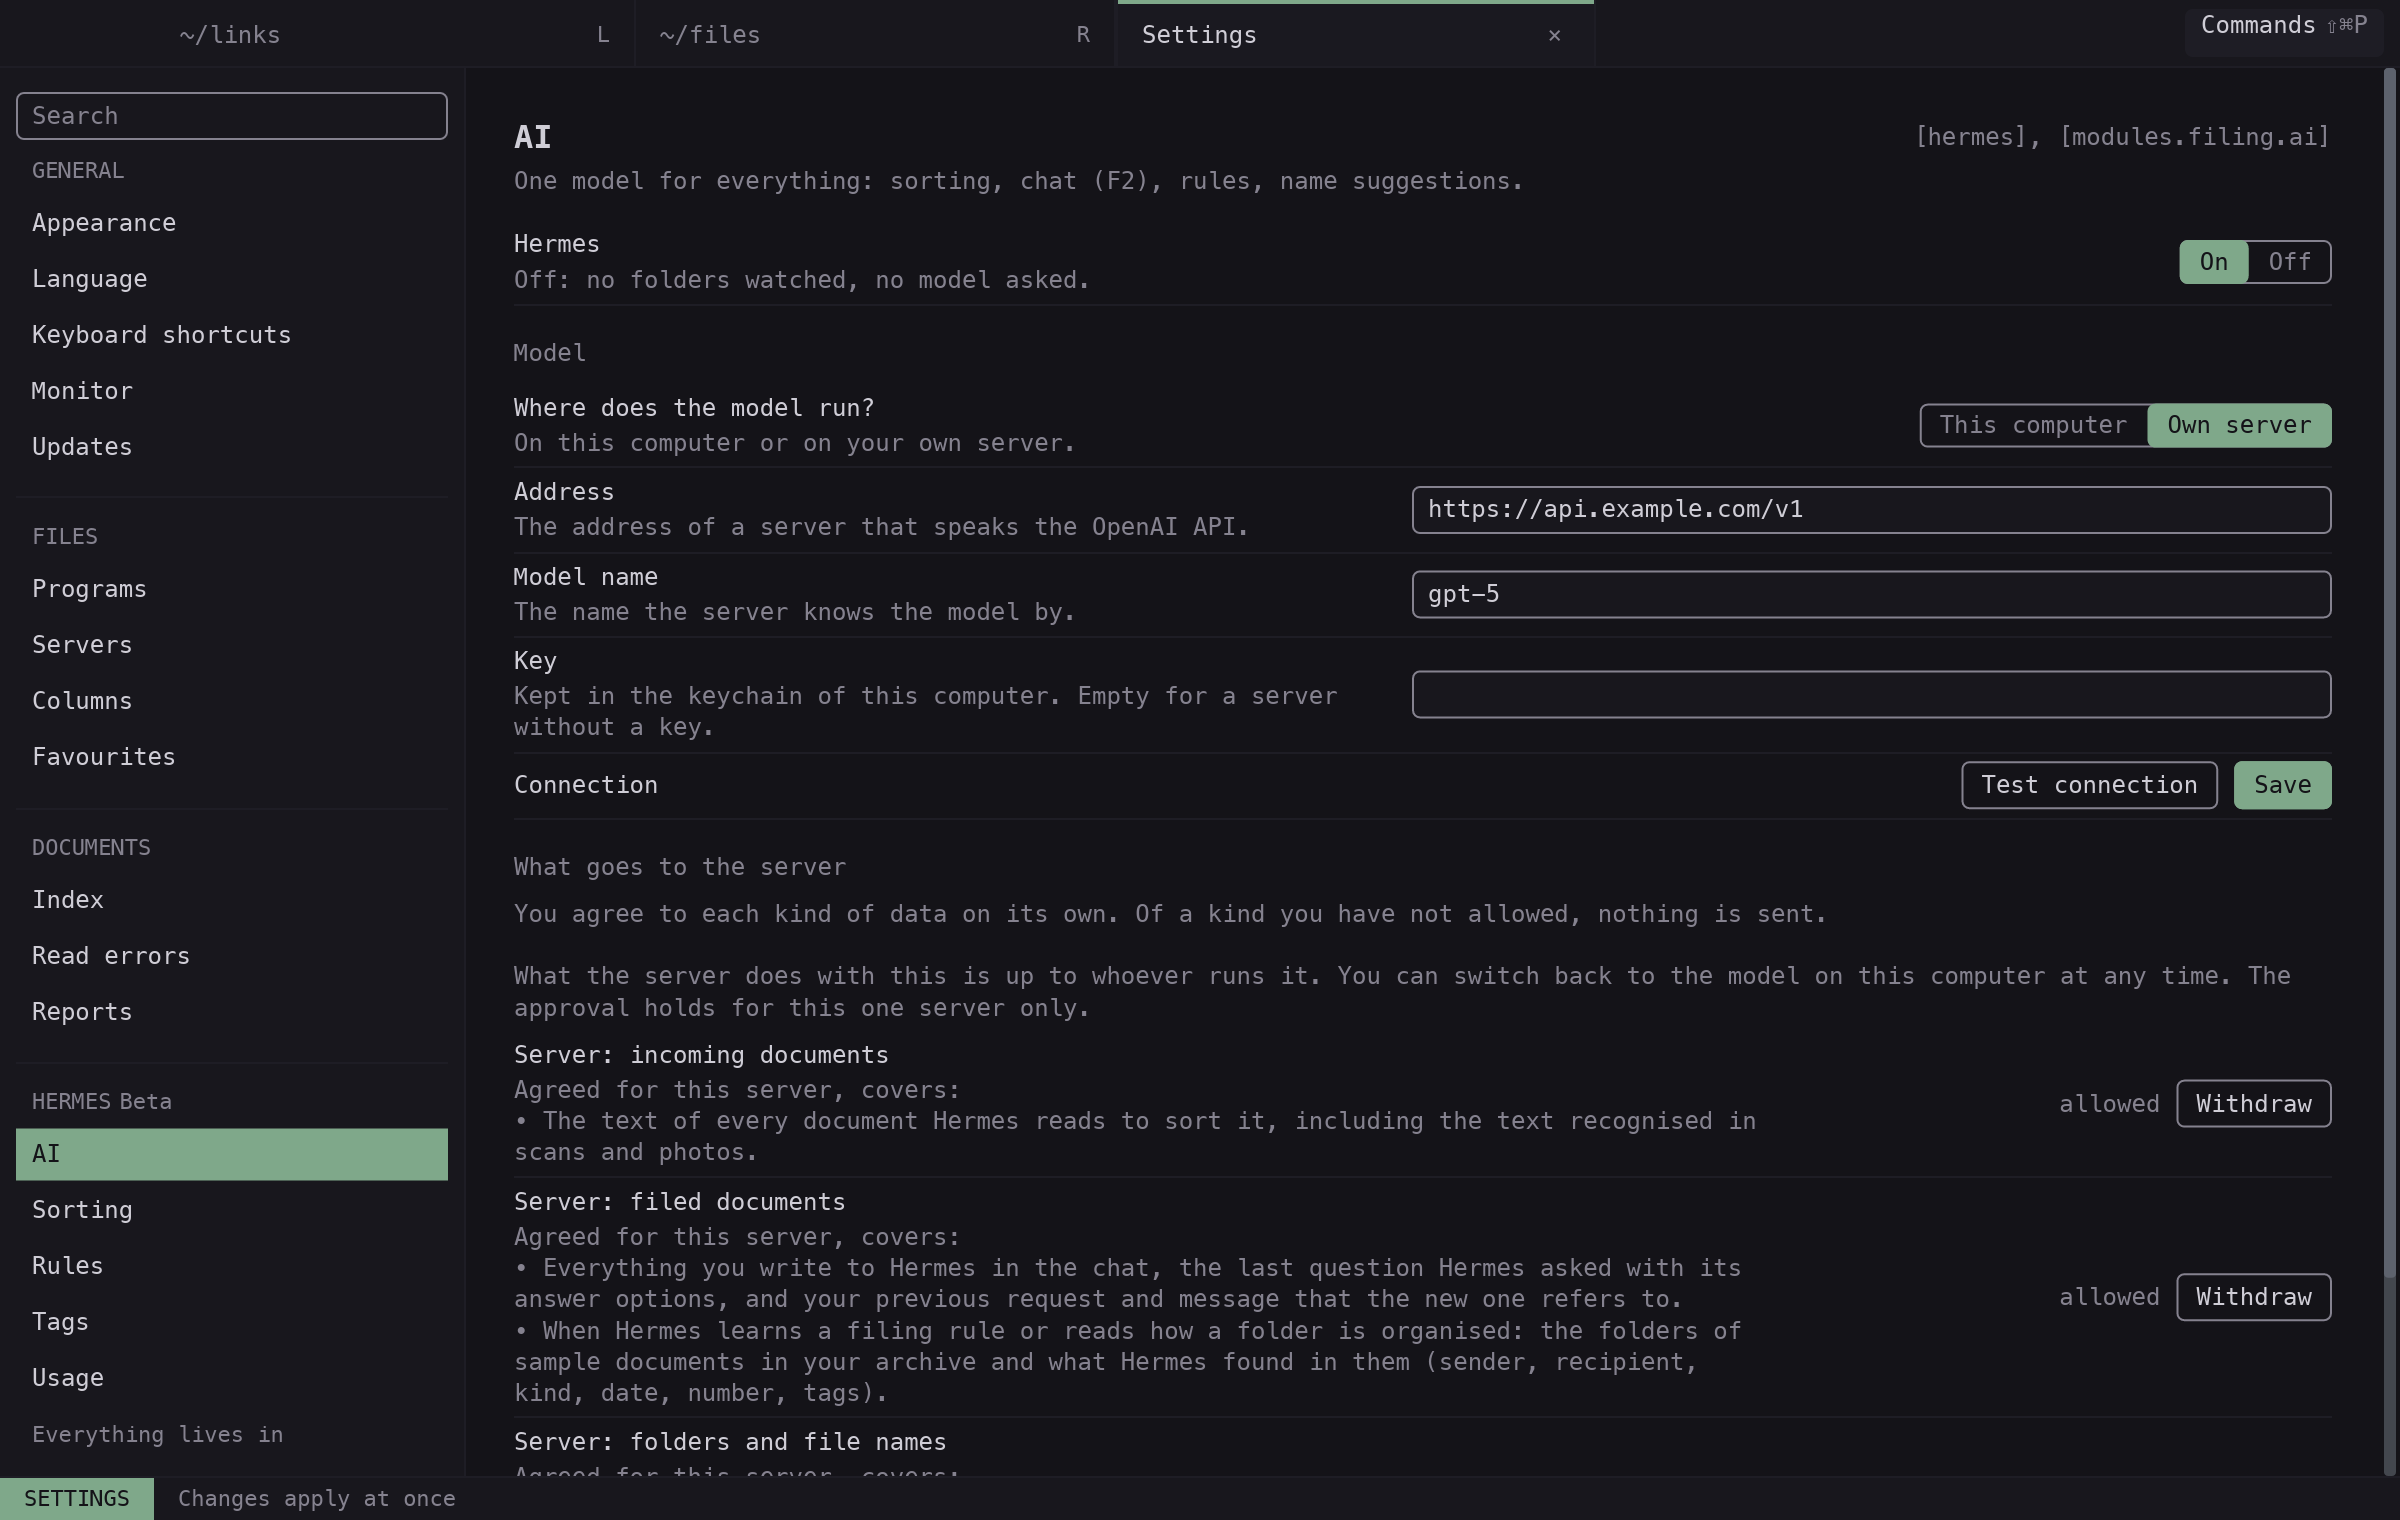 ~/links L ~/files R Settings × Commands ⇧⌘P
Search
GENERAL
Appearance
Language
Keyboard shortcuts
Monitor
Updates
FILES
Programs
Servers
Columns
Favourites
DOCUMENTS
Index
Read errors
Reports
HERMES Beta
AI
Sorting
Rules
Tags
Usage
Everything lives in
AI [hermes], [modules.filing.ai]
One model for everything: sorting, chat (F2), rules, name suggestions.
Hermes
Off: no folders watched, no model asked.
On Off
Model
Where does the model run?
On this computer or on your own server.
This computer Own server
Address
The address of a server that speaks the OpenAI API.
https://api.example.com/v1
Model name
The name the server knows the model by.
gpt-5
Key
Kept in the keychain of this computer. Empty for a server
without a key.
Connection Test connection Save
What goes to the server
You agree to each kind of data on its own. Of a kind you have not allowed, nothing is sent.
What the server does with this is up to whoever runs it. You can switch back to the model on this computer at any time. The
approval holds for this one server only.
Server: incoming documents
Agreed for this server, covers:
• The text of every document Hermes reads to sort it, including the text recognised in
scans and photos.
allowed Withdraw
Server: filed documents
Agreed for this server, covers:
• Everything you write to Hermes in the chat, the last question Hermes asked with its
answer options, and your previous request and message that the new one refers to.
• When Hermes learns a filing rule or reads how a folder is organised: the folders of
sample documents in your archive and what Hermes found in them (sender, recipient,
kind, date, number, tags).
allowed Withdraw
Server: folders and file names
Agreed for this server, covers:
SETTINGS Changes apply at once